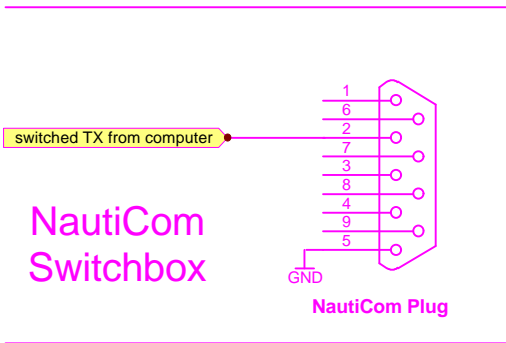 1
6
2
switched TX from computer
7
3
8
4
9
5
NautiCom
Switchbox
GND
NautiCom Plug